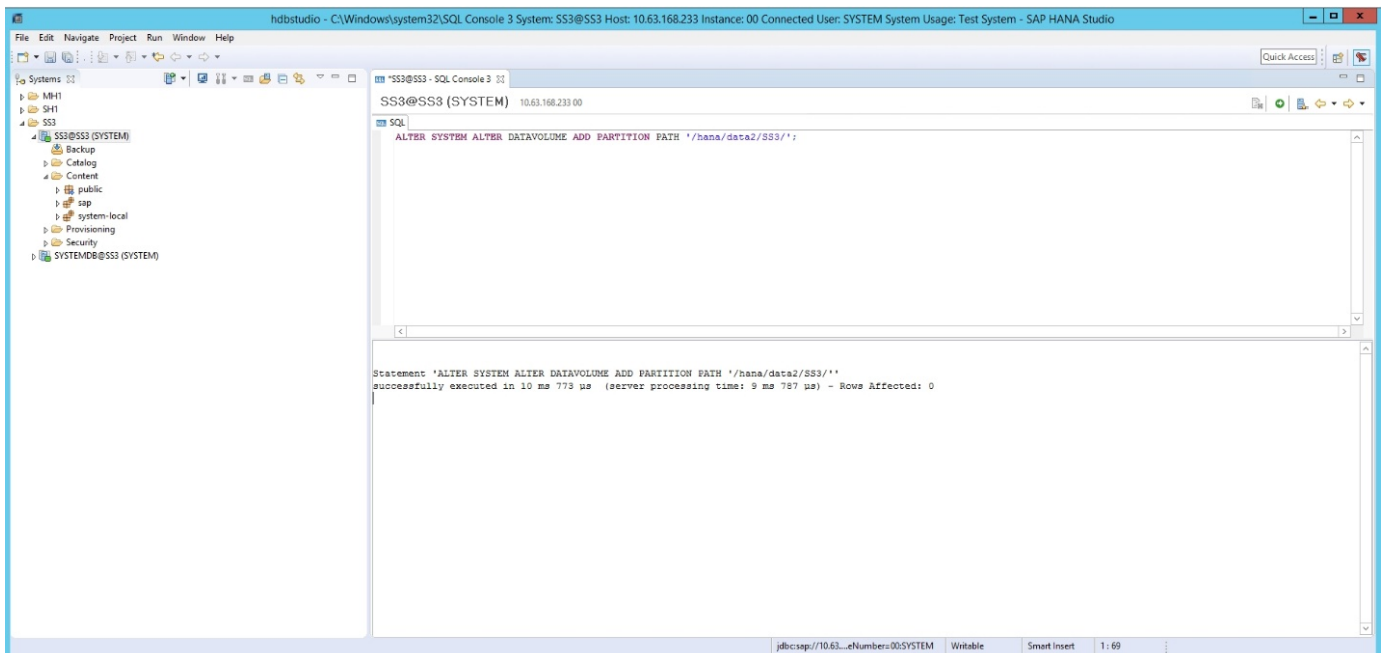 hdbstudio - C:\Windows\system32\SQL Console 3 System: SS3@SS3 Host: 10.63.168.233 Instance: 00 Connected User: SYSTEM System Usage: Test System - SAP HANA Studio
File Edit Navigate Project Run Window Help
Quick Access
Systems
MH1
SH1
SS3
SS3@SS3 (SYSTEM)
Backup
Catalog
Content
public
sap
system-local
Provisioning
Security
SYSTEMDB@SS3 (SYSTEM)
*SS3@SS3 - SQL Console 3
SS3@SS3 (SYSTEM) 10.63.168.233 00
SQL
ALTER SYSTEM ALTER DATAVOLUME ADD PARTITION PATH '/hana/data2/SS3/';
Statement 'ALTER SYSTEM ALTER DATAVOLUME ADD PARTITION PATH '/hana/data2/SS3/''
successfully executed in 10 ms 773 µs (server processing time: 9 ms 787 µs) - Rows Affected: 0
jdbc:sap://10.63....eNumber=00:SYSTEM Writable Smart Insert 1 : 69